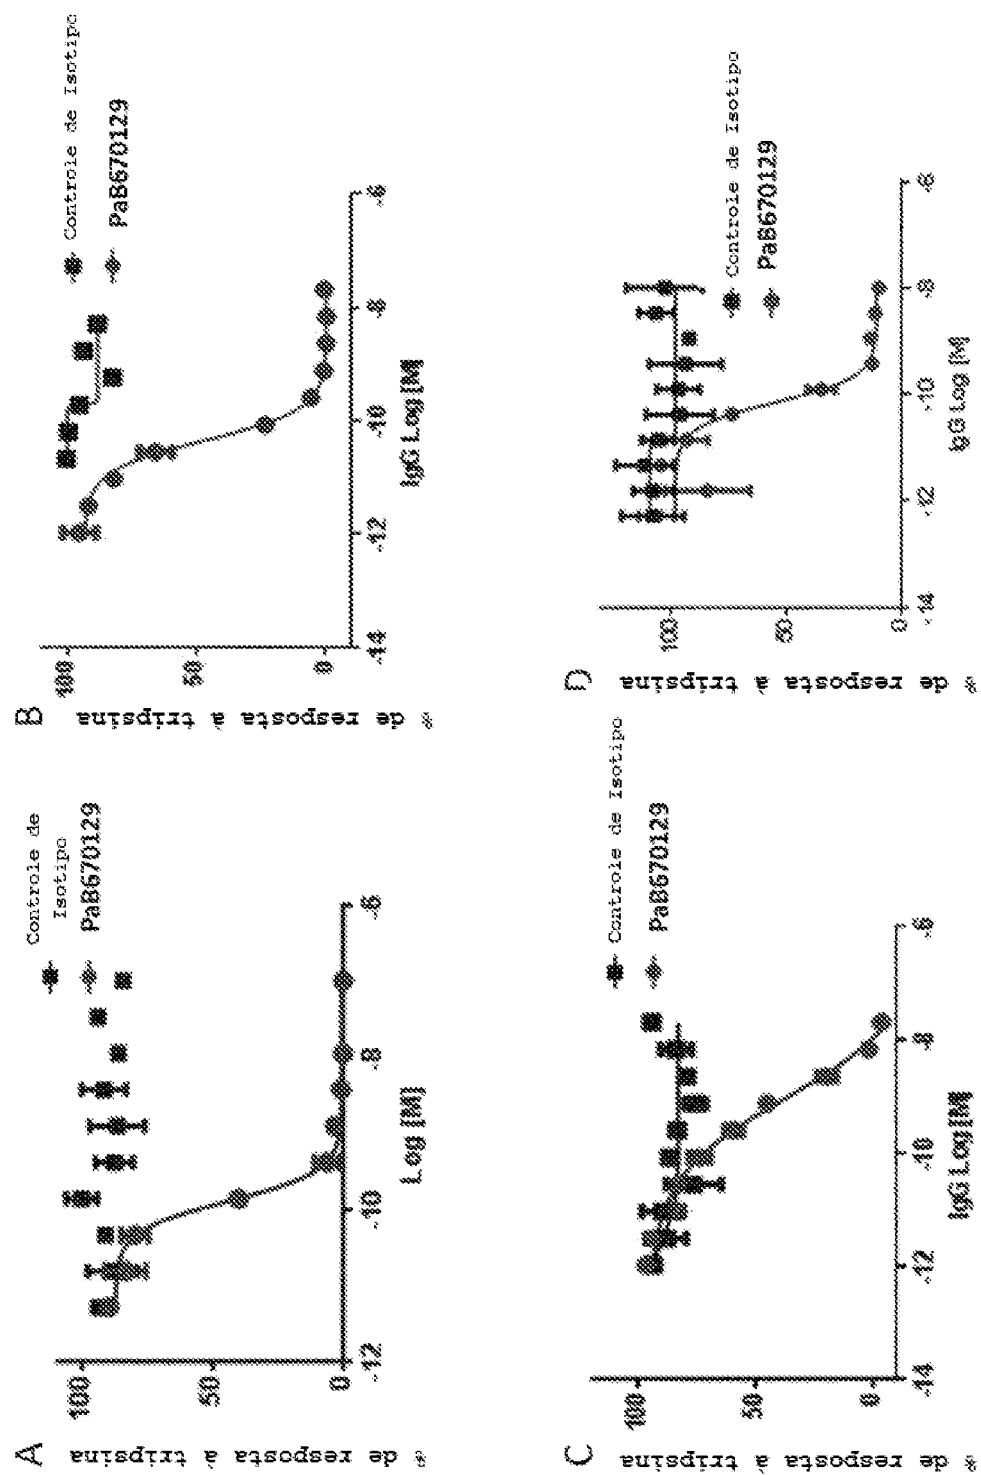 A
% de resposta à tripsina
100
50
0
-12
-10
-8
-6
Log [M]
Controle de
Isotipo
PaB670129
B
% de resposta à tripsina
100
50
0
-14
-12
-10
-8
-6
IgG Log [M]
Controle de Isotipo
PaB670129
C
% de resposta à tripsina
100
50
0
-14
-12
-10
-8
-6
IgG Log [M]
Controle de Isotipo
PaB670129
D
% de resposta à tripsina
100
50
0
-14
-12
-10
-8
-6
IgG Log [M]
Controle de Isotipo
PaB670129